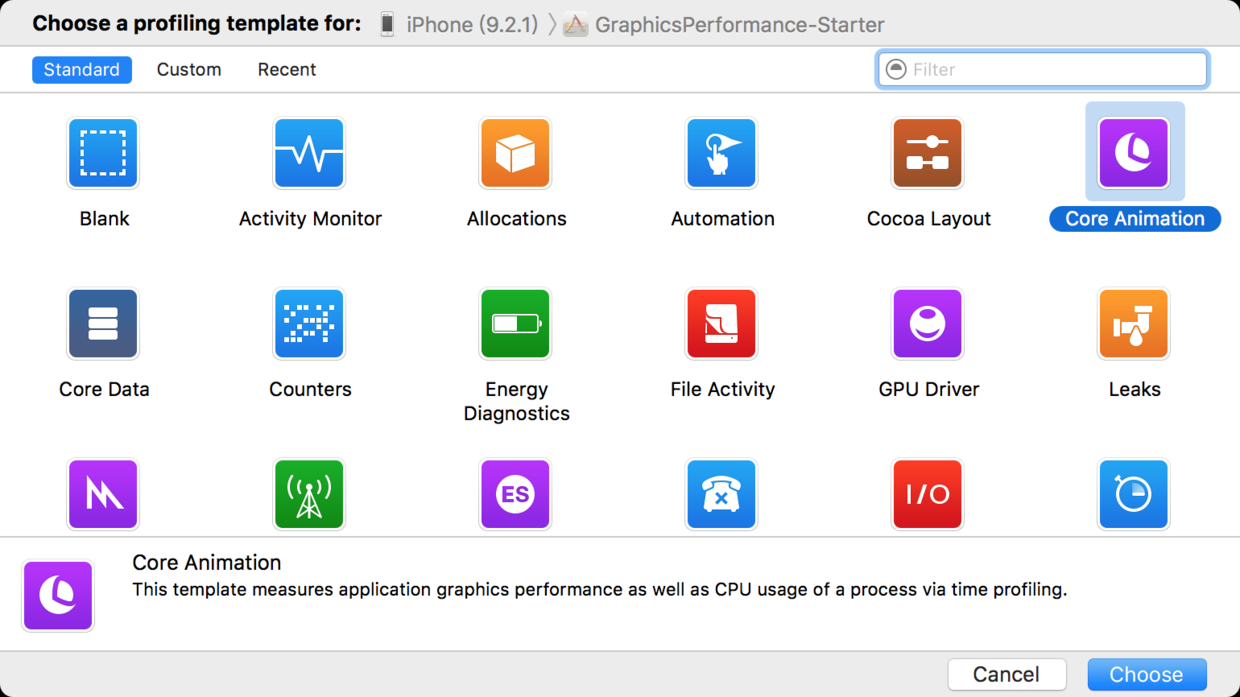 Choose a profiling template for: iPhone (9.2.1) 〉 GraphicsPerformance-Starter
Standard Custom Recent Filter
Blank Activity Monitor Allocations Automation Cocoa Layout Core Animation
Core Data Counters Energy Diagnostics File Activity GPU Driver Leaks
ES I/O
Core Animation
This template measures application graphics performance as well as CPU usage of a process via time profiling.
Cancel Choose